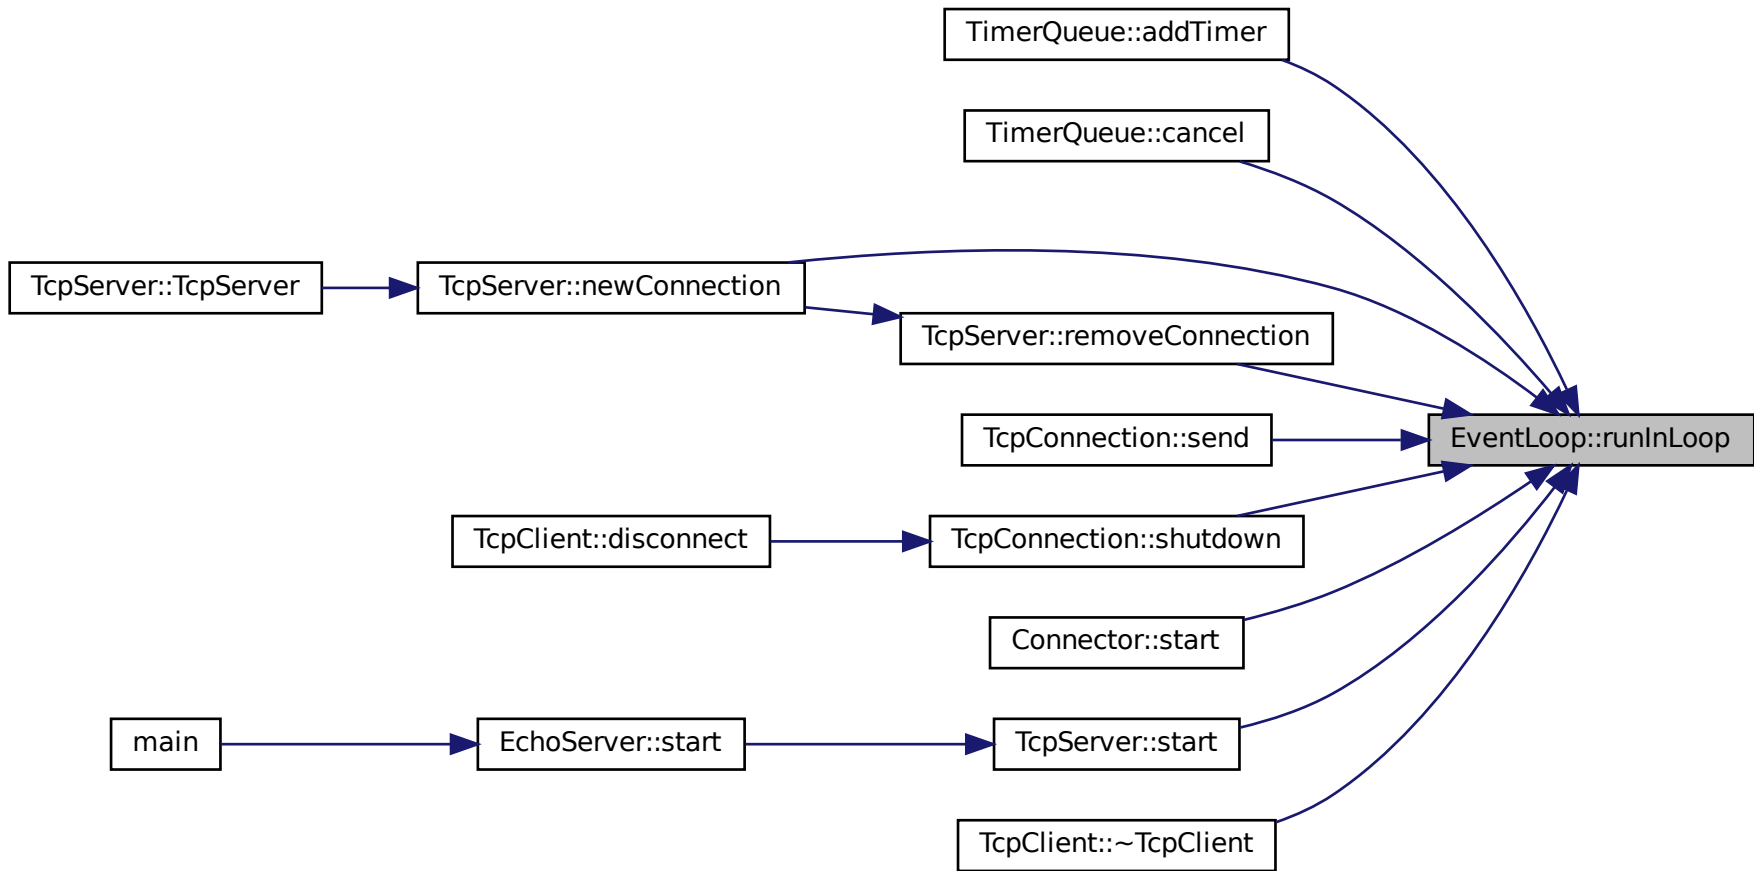 TimerQueue::addTimer
TimerQueue::cancel
TcpServer::TcpServer
TcpServer::newConnection
TcpServer::removeConnection
EventLoop::runInLoop
TcpConnection::send
TcpClient::disconnect
TcpConnection::shutdown
Connector::start
main
EchoServer::start
TcpServer::start
TcpClient::~TcpClient